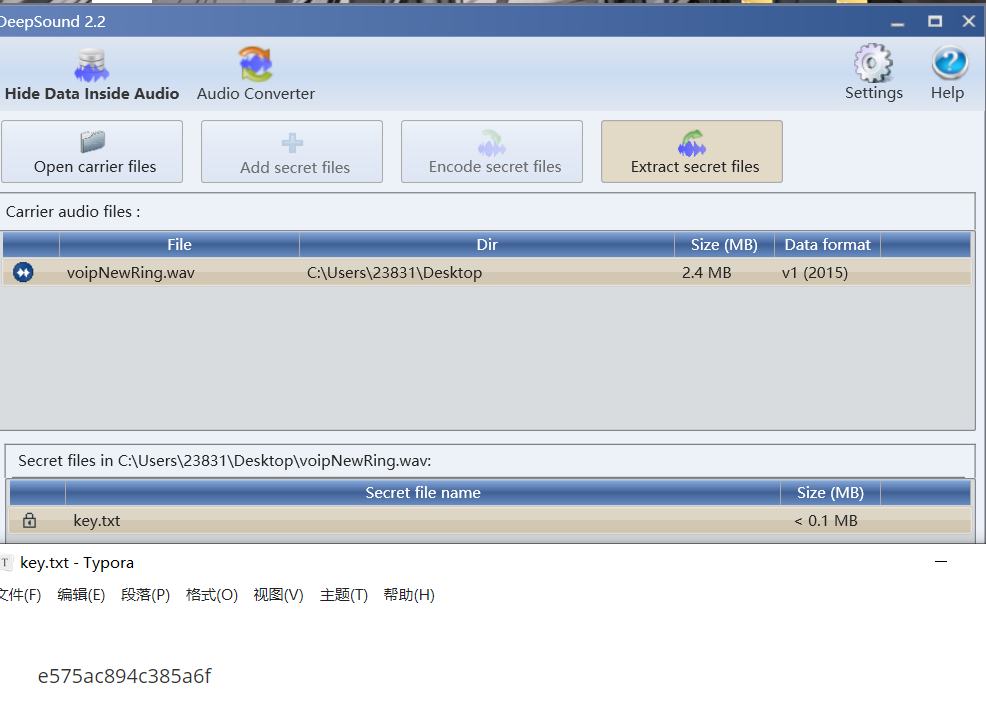 DeepSound 2.2
Hide Data Inside Audio Audio Converter Settings Help
Open carrier files Add secret files Encode secret files Extract secret files
Carrier audio files :
File Dir Size (MB) Data format
voipNewRing.wav C:\Users\23831\Desktop 2.4 MB v1 (2015)
Secret files in C:\Users\23831\Desktop\voipNewRing.wav:
Secret file name Size (MB)
key.txt < 0.1 MB
T key.txt - Typora
文件(F) 编辑(E) 段落(P) 格式(O) 视图(V) 主题(T) 帮助(H)
e575ac894c385a6f